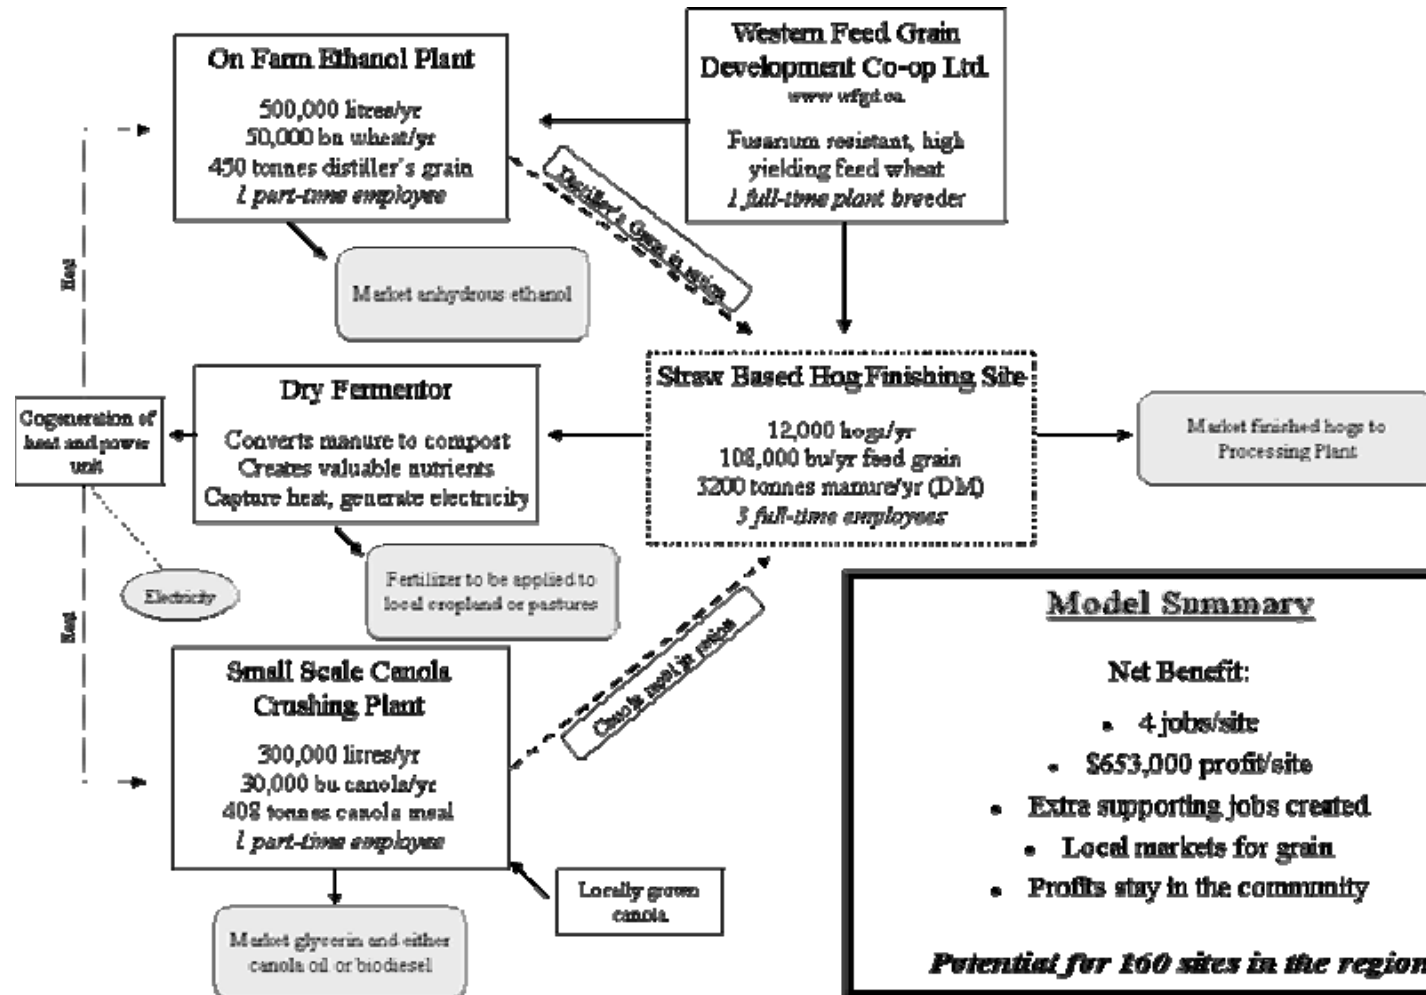 On Farm Ethanol Plant
500,000 litres/yr
50,000 bu wheat/yr
450 tonnes distiller's grain
1 part-time employee
Western Feed Grain
Development Co-op Ltd.
www.wfgd.ca
Fusarium resistant, high
yielding feed wheat
1 full-time plant breeder
Distiller's Grain in ration
Heat
Market anhydrous ethanol
Dry Fermentor
Converts manure to compost
Creates valuable nutrients
Capture heat, generate electricity
Straw Based Hog Finishing Site
12,000 hogs/yr
108,000 bu/yr feed grain
3200 tonnes manure/yr (DM)
3 full-time employees
Market finished hogs to
Processing Plant
Cogeneration of
heat and power
unit
Electricity
Fertilizer to be applied to
local cropland or pastures
Heat
Small Scale Canola
Crushing Plant
300,000 litres/yr
30,000 bu canola/yr
408 tonnes canola meal
1 part-time employee
Canola meal in ration
Locally grown
canola
Market glycerin and either
canola oil or biodiesel
Model Summary
Net Benefit:
• 4 jobs/site
• $653,000 profit/site
• Extra supporting jobs created
• Local markets for grain
• Profits stay in the community
Potential for 160 sites in the region